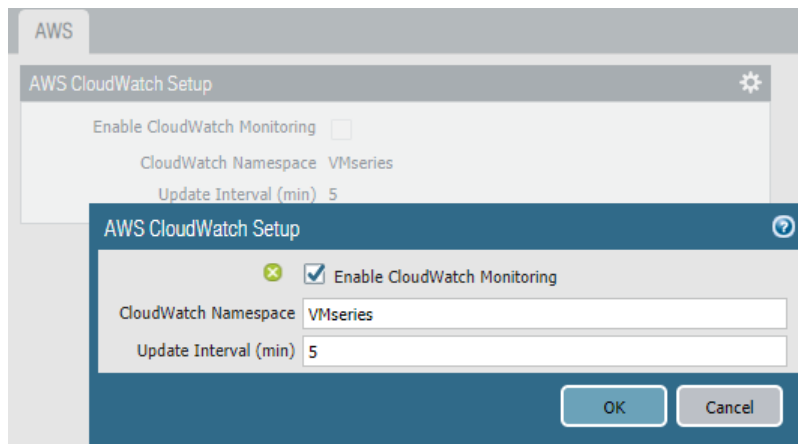 AWS
AWS CloudWatch Setup
Enable CloudWatch Monitoring
CloudWatch Namespace VMseries
Update Interval (min) 5
AWS CloudWatch Setup
Enable CloudWatch Monitoring
CloudWatch Namespace VMseries
Update Interval (min) 5
OK Cancel